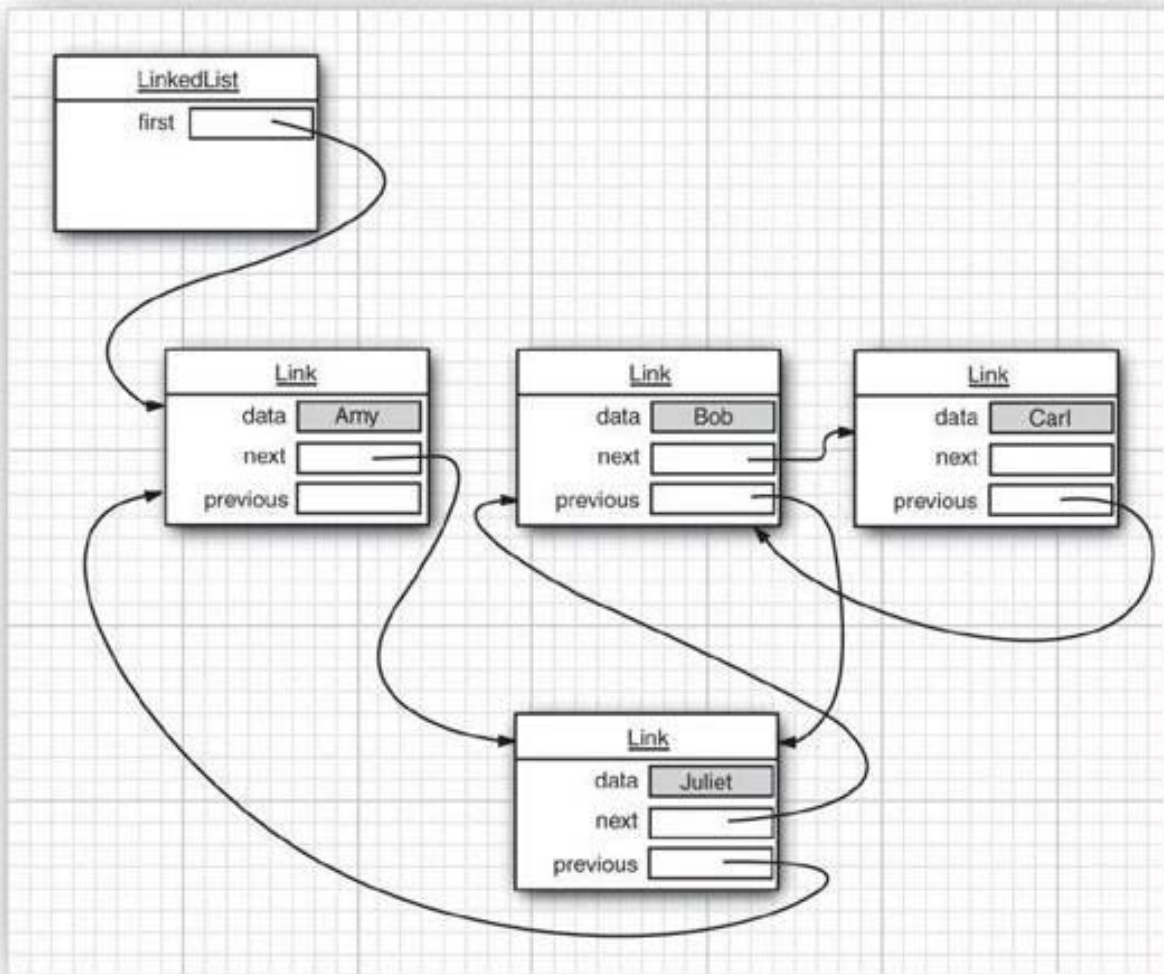 LinkedList
first
Link
data Amy
next
previous
Link
data Bob
next
previous
Link
data Carl
next
previous
Link
data Juliet
next
previous